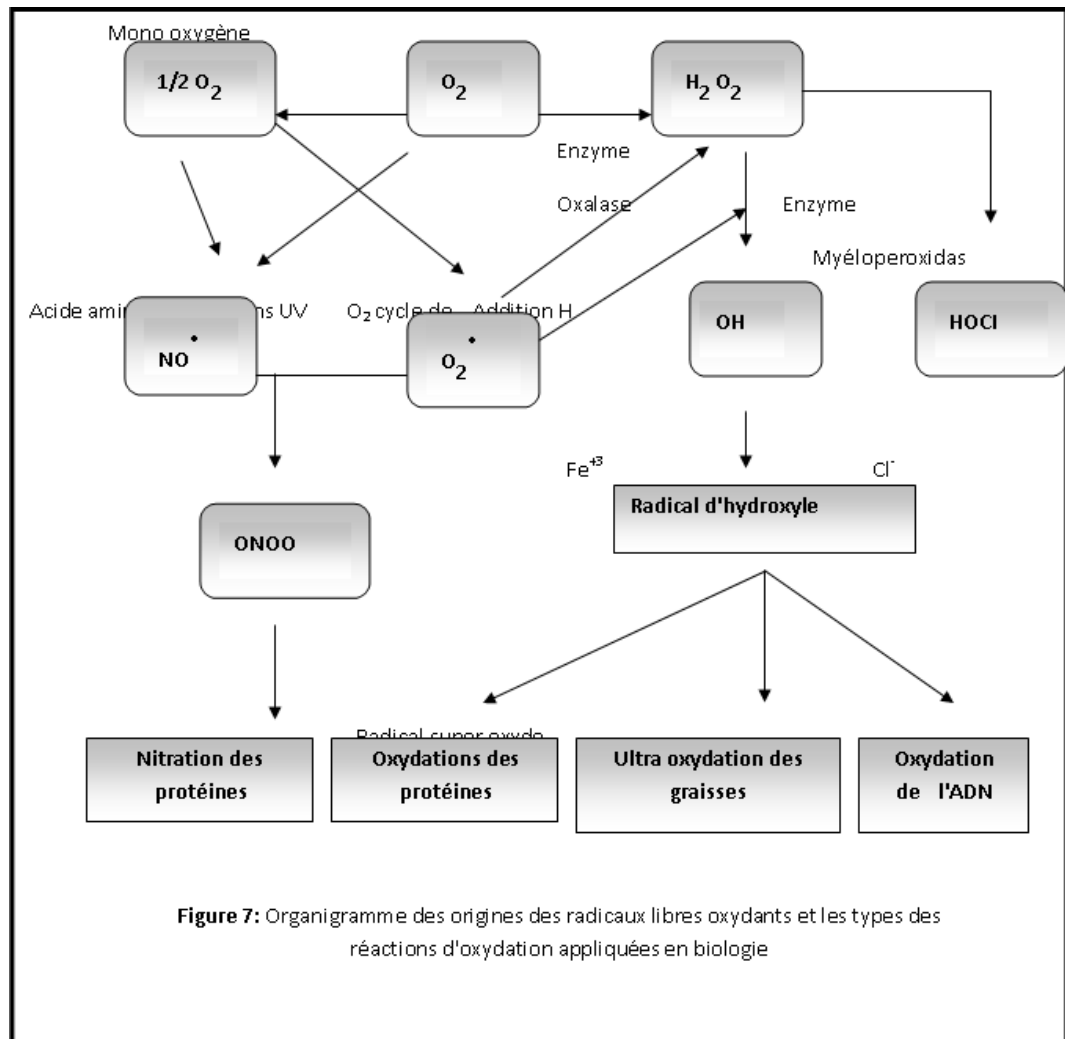 Mono oxygène
1/2 O₂
O₂
H₂ O₂
Enzyme
Oxalase
Enzyme
Myéloperoxidas
Acide ami
UV
O₂ cycle de
Addition H
NO•
O₂•
OH
HOCl
Fe⁺³
Cl⁻
Radical d'hydroxyle
ONOO
Radical super oxyde
Nitration des
protéines
Oxydations des
protéines
Ultra oxydation des
graisses
Oxydation
de l'ADN
Figure 7: Organigramme des origines des radicaux libres oxydants et les types des
réactions d'oxydation appliquées en biologie